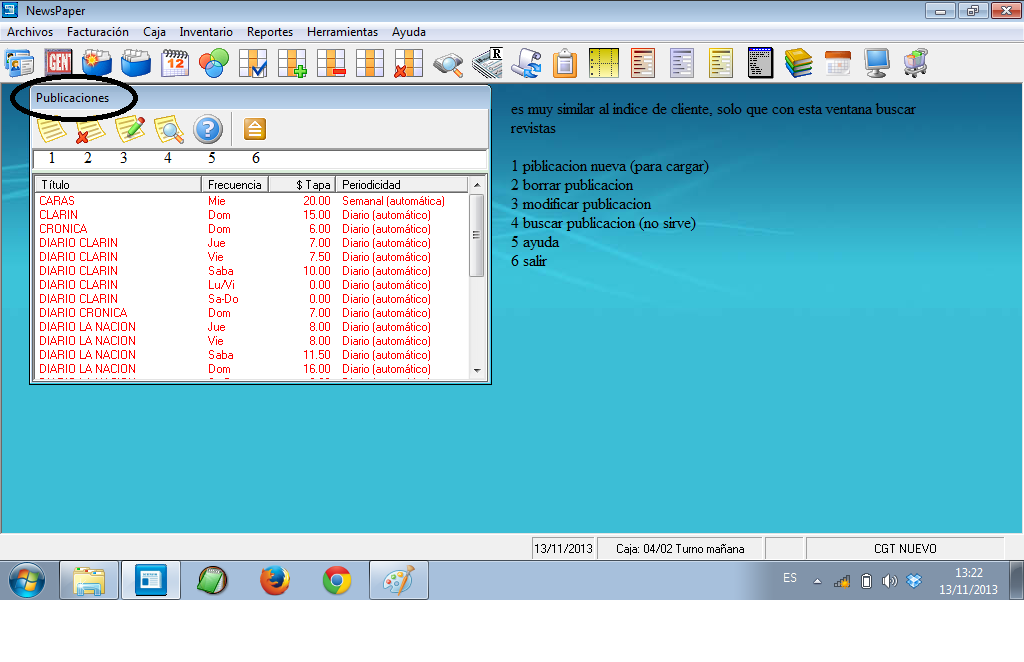 NewsPaper
Archivos Facturación Caja Inventario Reportes Herramientas Ayuda
GEN 12 R
Publicaciones
1 2 3 4 5 6
Título Frecuencia $ Tapa Periodicidad
CARAS Mie 20.00 Semanal (automática)
CLARIN Dom 15.00 Diario (automático)
CRONICA Dom 6.00 Diario (automático)
DIARIO CLARIN Jue 7.00 Diario (automático)
DIARIO CLARIN Vie 7.50 Diario (automático)
DIARIO CLARIN Saba 10.00 Diario (automático)
DIARIO CLARIN Lu/Vi 0.00 Diario (automático)
DIARIO CLARIN Sa-Do 0.00 Diario (automático)
DIARIO CRONICA Dom 7.00 Diario (automático)
DIARIO LA NACION Jue 8.00 Diario (automático)
DIARIO LA NACION Vie 8.00 Diario (automático)
DIARIO LA NACION Saba 11.50 Diario (automático)
DIARIO LA NACION Dom 16.00 Diario (automático)
es muy similar al indice de cliente, solo que con esta ventana buscar
revistas
1 piblicacion nueva (para cargar)
2 borrar publicacion
3 modificar publicacion
4 buscar publicacion (no sirve)
5 ayuda
6 salir
13/11/2013 Caja: 04/02 Turno mañana CGT NUEVO
ES 13:22
13/11/2013